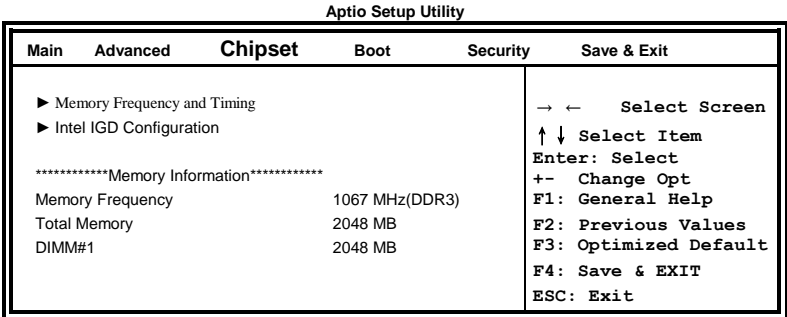 Aptio Setup Utility
Main Advanced Chipset Boot Security Save & Exit
► Memory Frequency and Timing
► Intel IGD Configuration
************Memory Information************
Memory Frequency 1067 MHz(DDR3)
Total Memory 2048 MB
DIMM#1 2048 MB
→ ← Select Screen
↑↓ Select Item
Enter: Select
+- Change Opt
F1: General Help
F2: Previous Values
F3: Optimized Default
F4: Save & EXIT
ESC: Exit